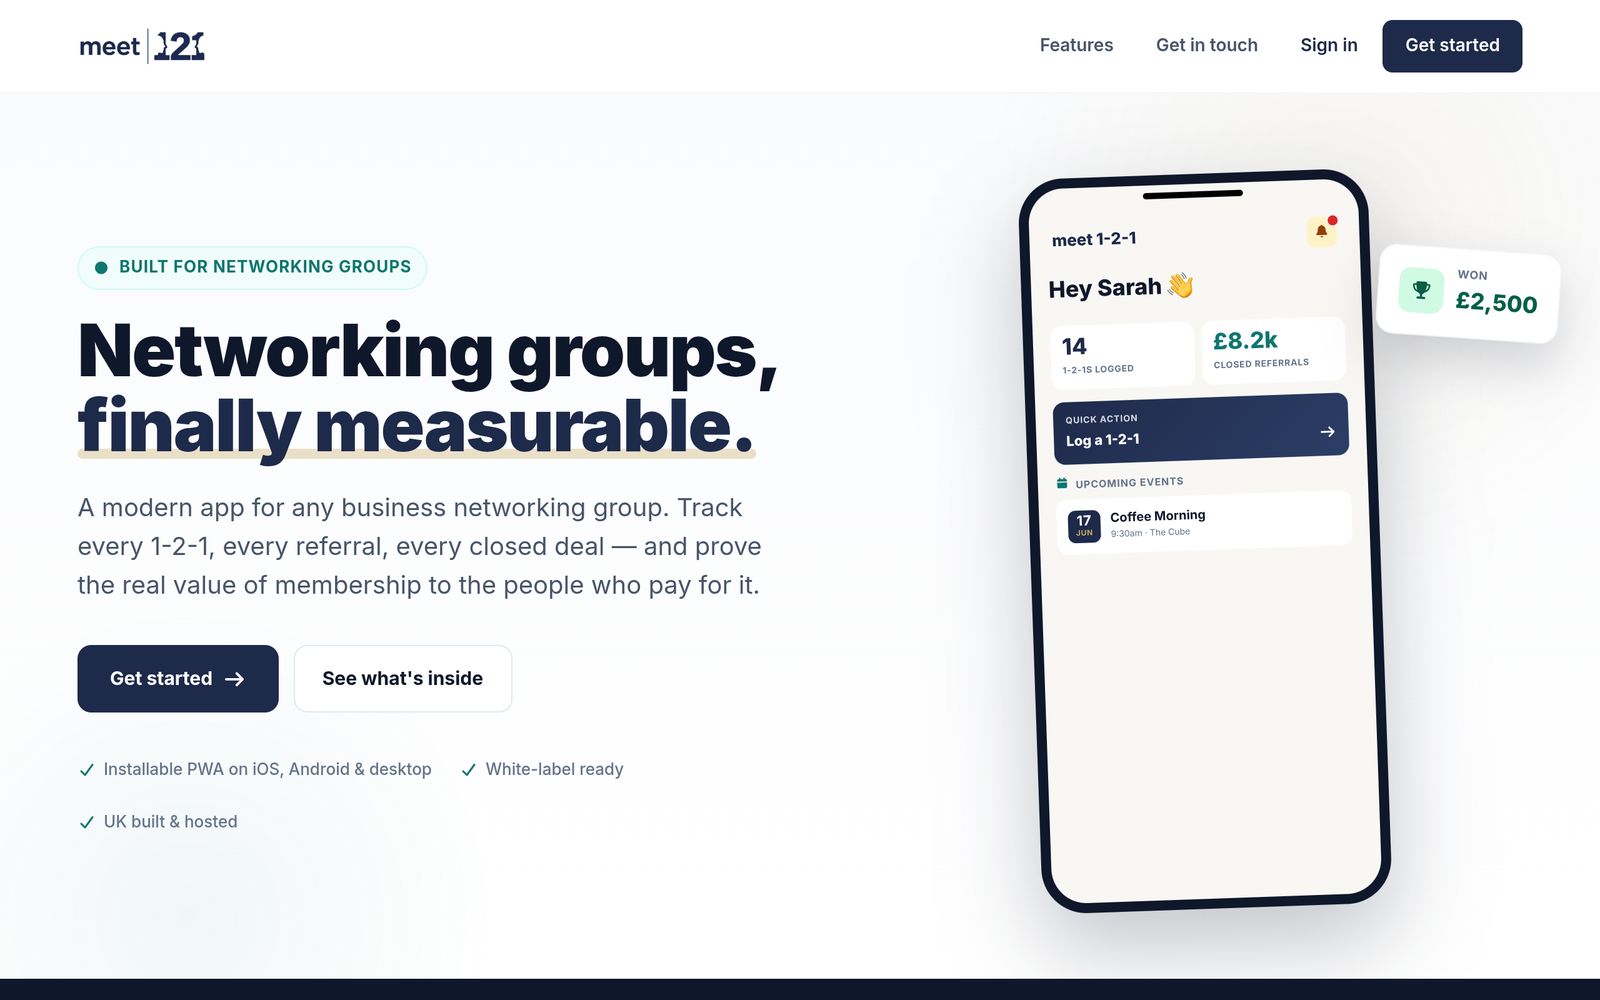 meet 121
Features
Get in touch
Sign in
Get started
BUILT FOR NETWORKING GROUPS
Networking groups,
finally measurable.
A modern app for any business networking group. Track
every 1-2-1, every referral, every closed deal — and prove
the real value of membership to the people who pay for it.
Get started →
See what's inside
Installable PWA on iOS, Android & desktop
White-label ready
UK built & hosted
meet 1-2-1
Hey Sarah 👋
14
1-2-1S LOGGED
£8.2k
CLOSED REFERRALS
QUICK ACTION
Log a 1-2-1 →
UPCOMING EVENTS
17
JUN
Coffee Morning
9:30am · The Cube
WON
£2,500